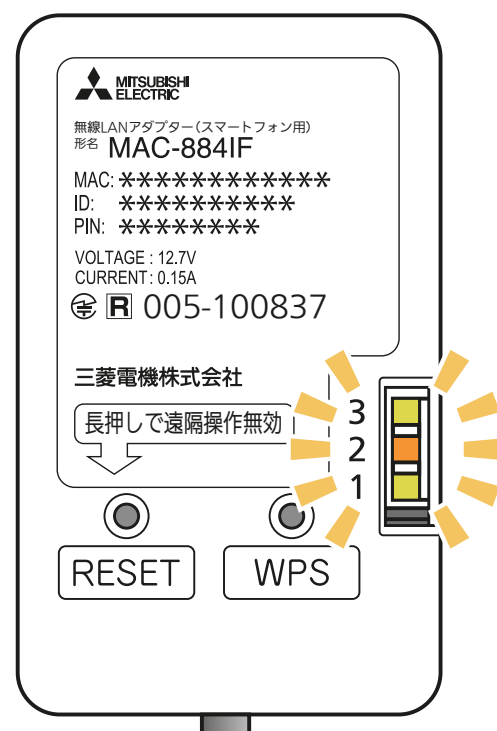 MITSUBISHI
ELECTRIC
無線LANアダプター(スマートフォン用)
形名 MAC-884IF
MAC: ************
ID: **********
PIN: ********
VOLTAGE : 12.7V
CURRENT : 0.15A
R 005-100837
三菱電機株式会社
長押しで遠隔操作無効
3
2
1
RESET
WPS